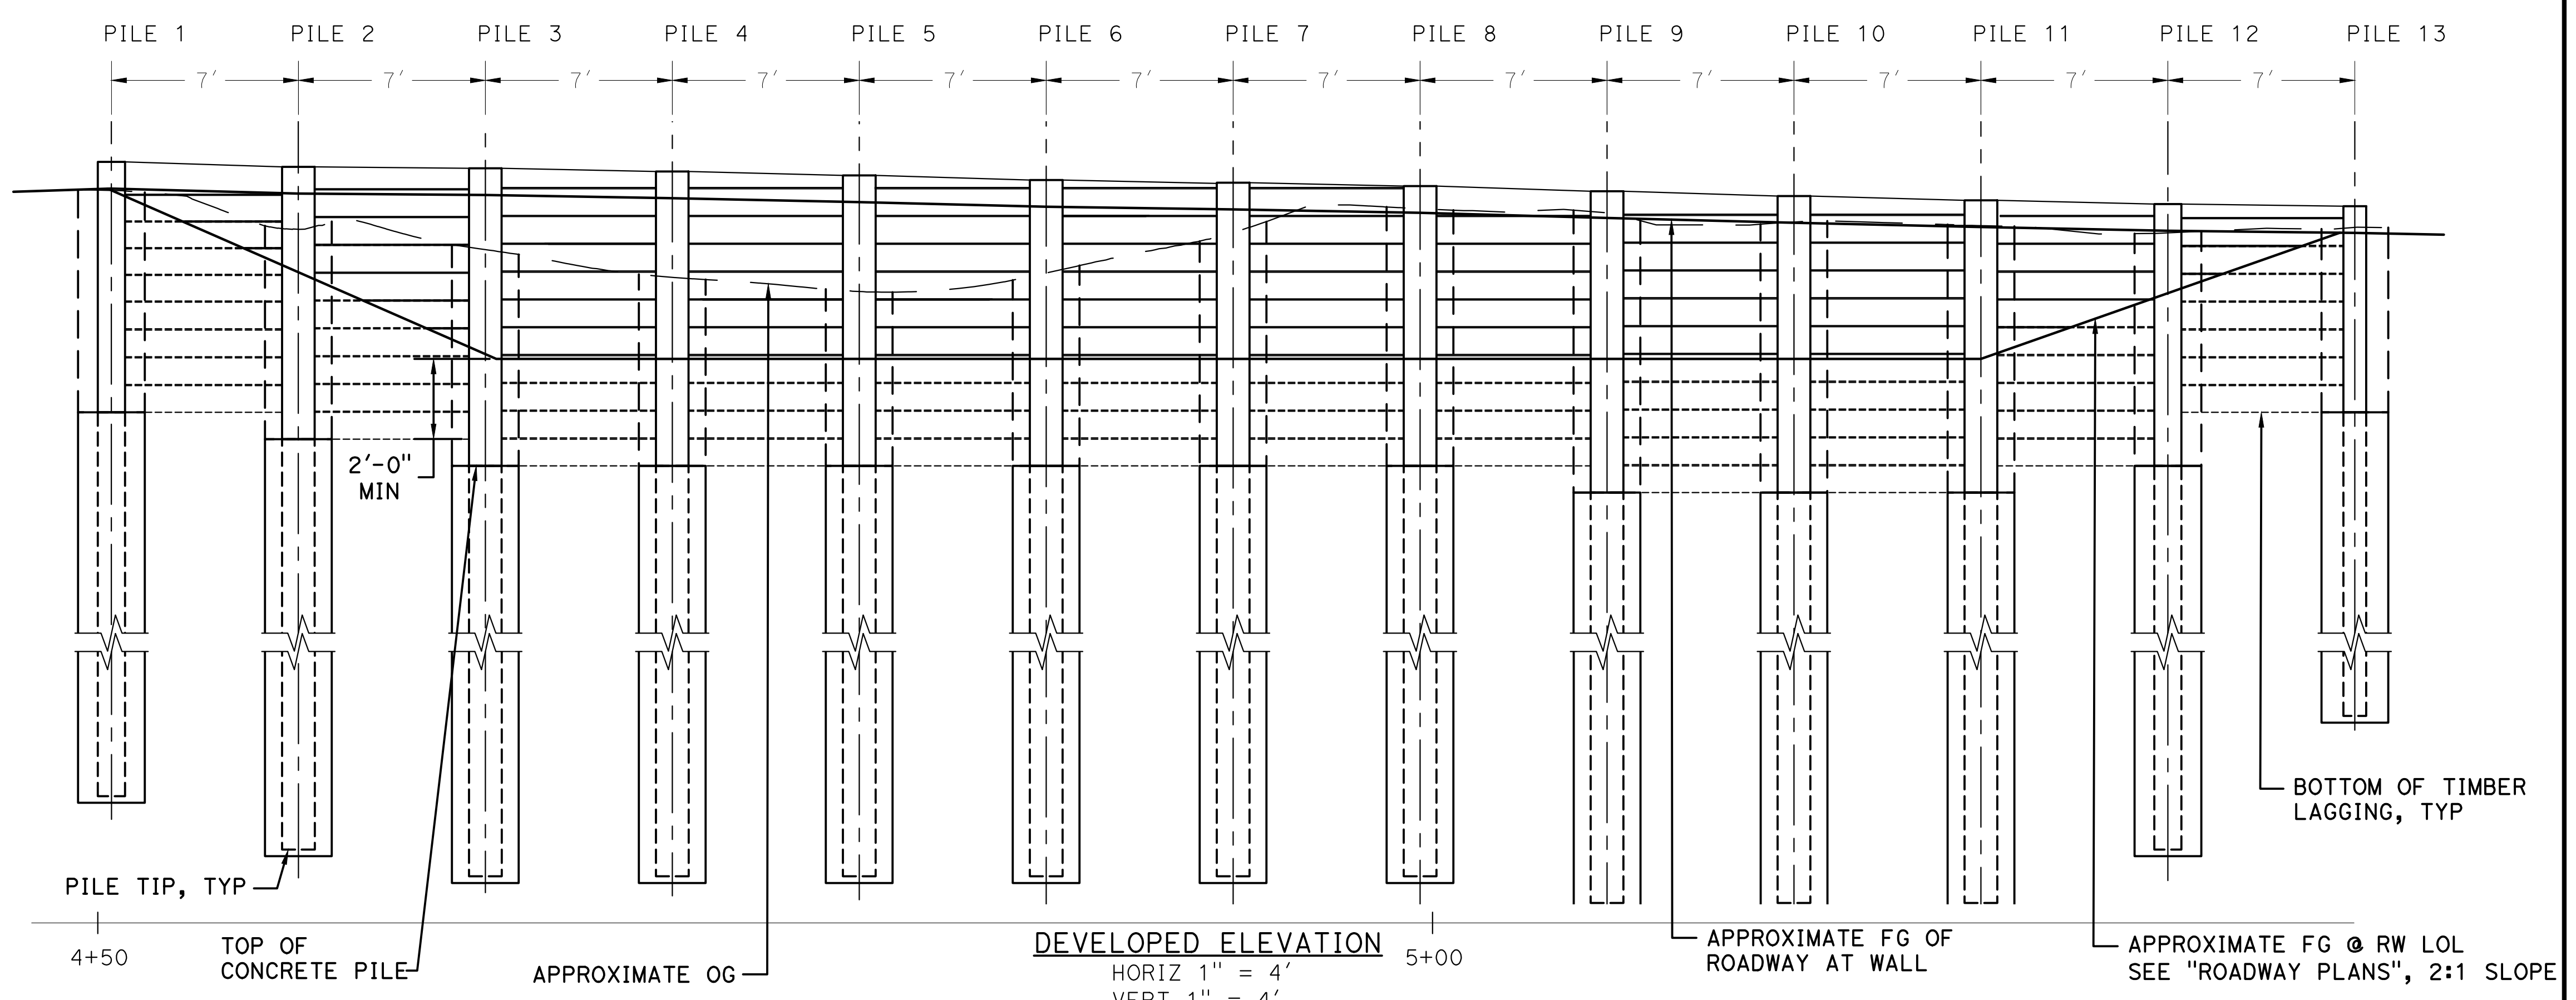 PILE 1 PILE 2 PILE 3 PILE 4 PILE 5 PILE 6 PILE 7 PILE 8 PILE 9 PILE 10 PILE 11 PILE 12 PILE 13
7' 7' 7' 7' 7' 7' 7' 7' 7' 7' 7' 7'
2'-0"
MIN
BOTTOM OF TIMBER
LAGGING, TYP
PILE TIP, TYP
TOP OF
CONCRETE PILE
APPROXIMATE OG
APPROXIMATE FG OF
ROADWAY AT WALL
APPROXIMATE FG @ RW LOL
SEE "ROADWAY PLANS", 2:1 SLOPE
4+50
5+00
DEVELOPED ELEVATION
HORIZ 1" = 4'
VERT 1" = 4'